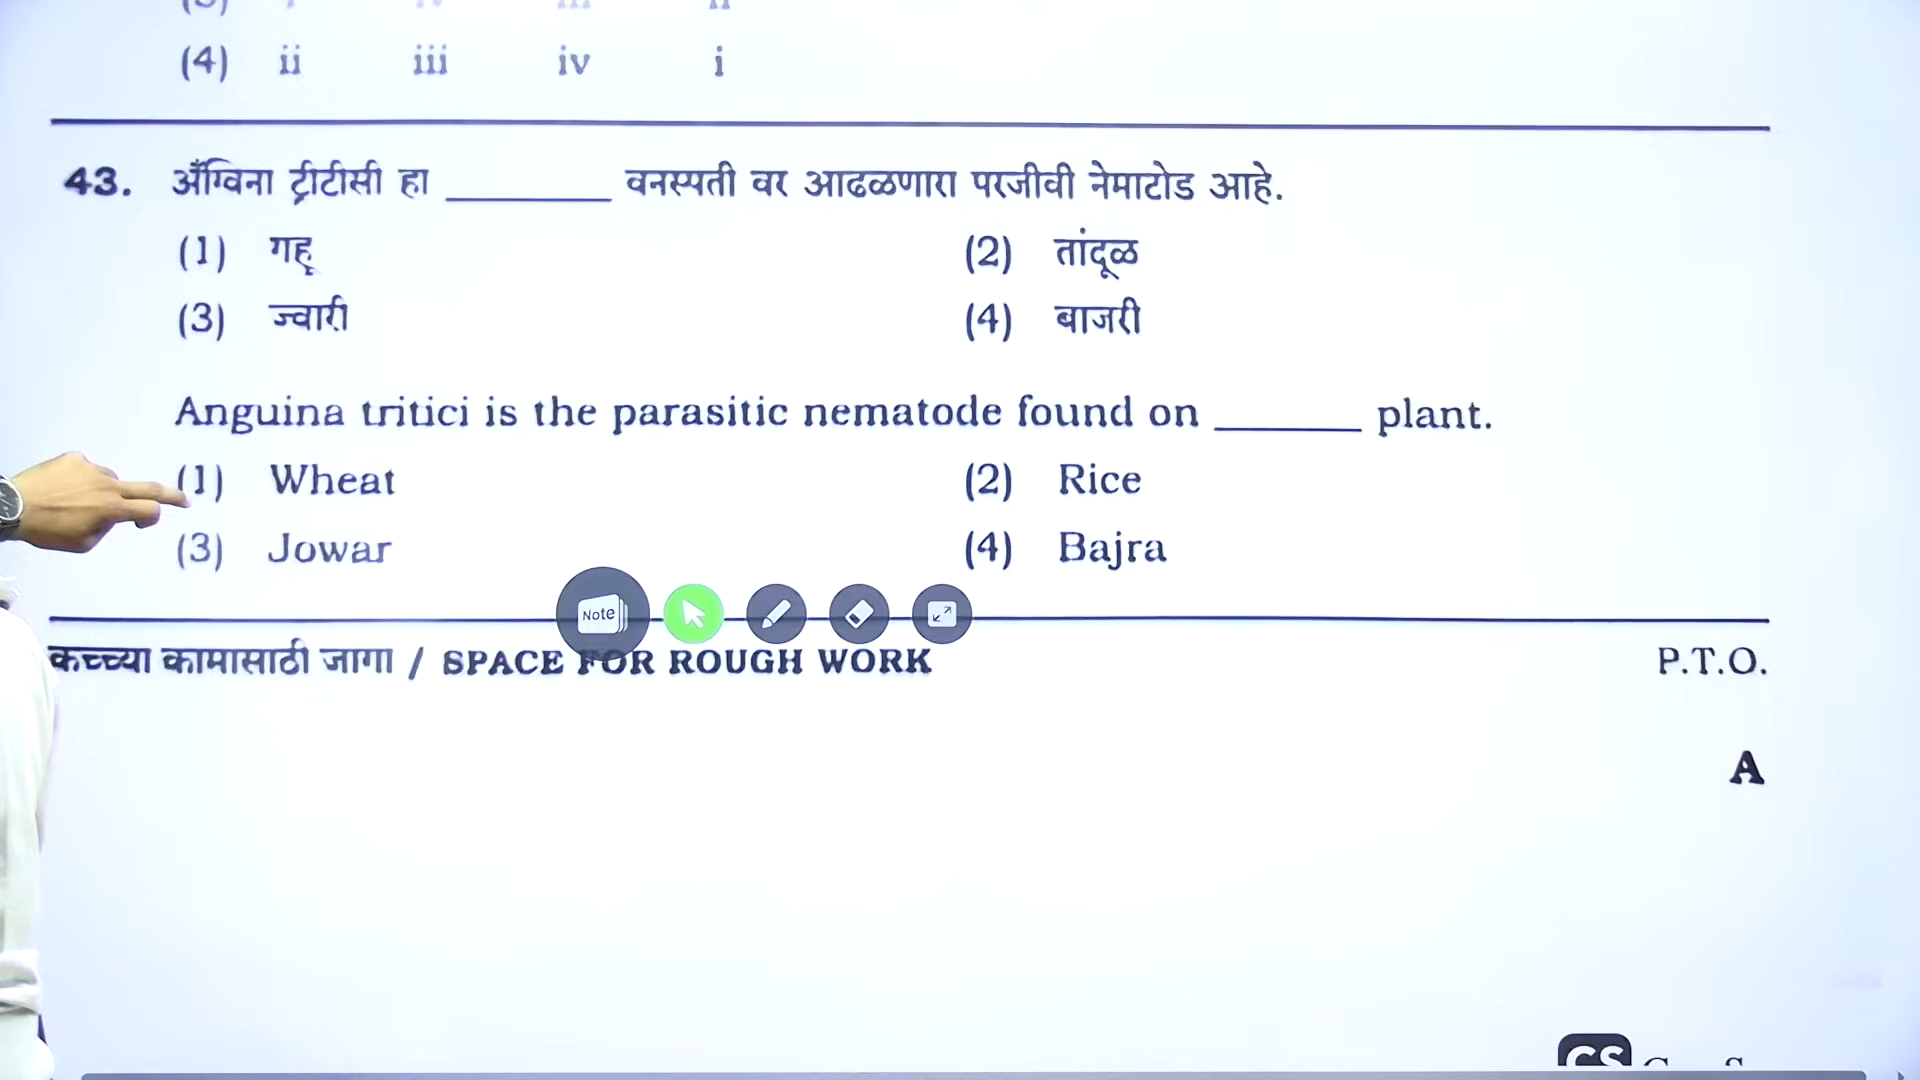 (4) ii iii iv i
43. अँग्विना ट्रीटीसी हा ________ वनस्पती वर आढळणारा परजीवी नेमाटोड आहे.
(1) गहू (2) तांदूळ
(3) ज्वारी (4) बाजरी
Anguina tritici is the parasitic nematode found on _______ plant.
(1) Wheat (2) Rice
(3) Jowar (4) Bajra
Note
कच्च्या कामासाठी जागा / SPACE FOR ROUGH WORK P.T.O.
A
GS